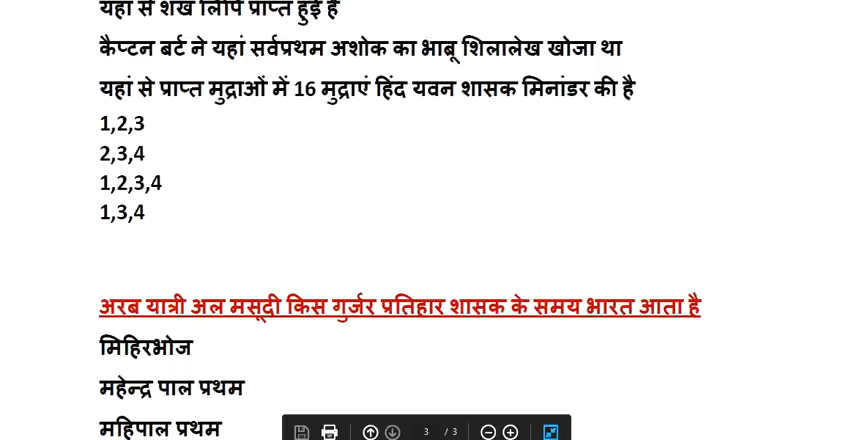 यहां से शंख लिपि प्राप्त हुई है
कैप्टन बर्ट ने यहां सर्वप्रथम अशोक का भाबू शिलालेख खोजा था
यहां से प्राप्त मुद्राओं में 16 मुद्राएं हिंद यवन शासक मिनांडर की है
1,2,3
2,3,4
1,2,3,4
1,3,4
अरब यात्री अल मसूदी किस गुर्जर प्रतिहार शासक के समय भारत आता है
मिहिरभोज
महेन्द्र पाल प्रथम
महिपाल प्रथम
3 / 3